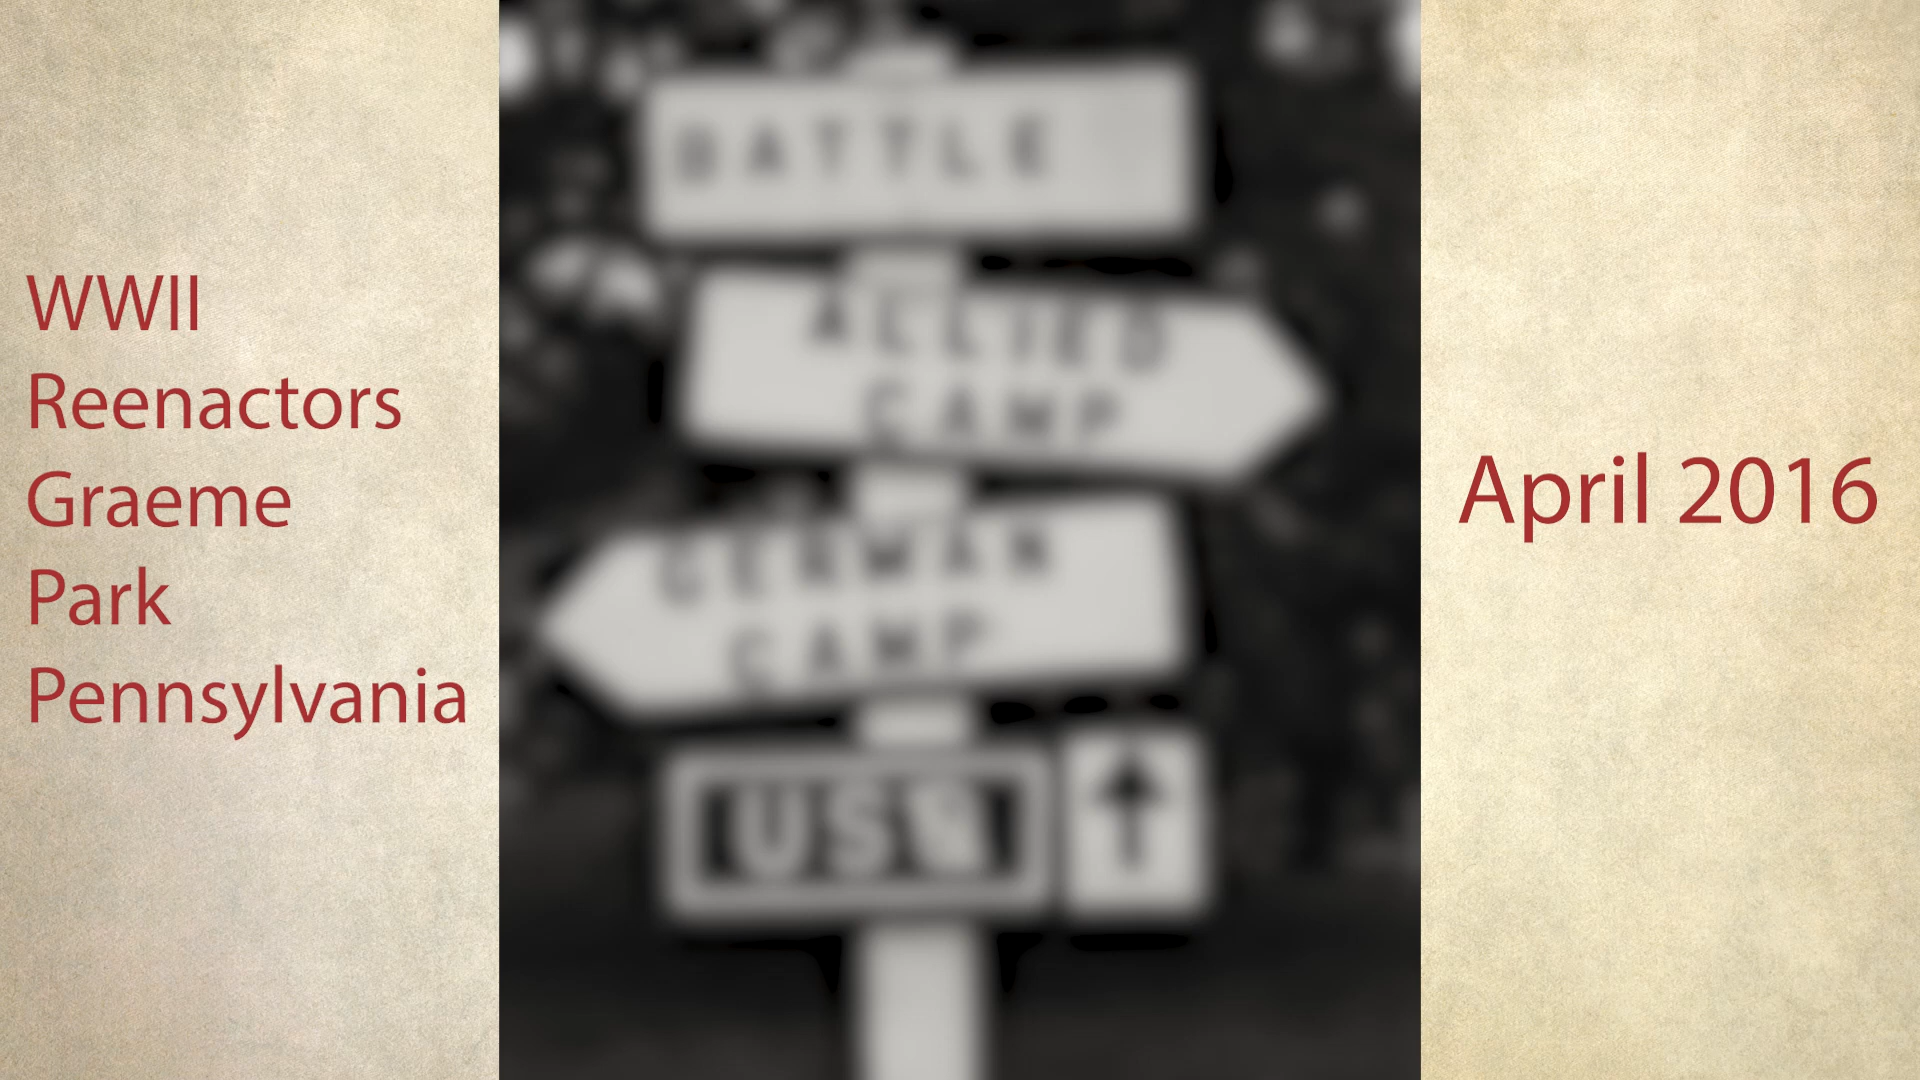 WWII
Reenactors
Graeme
Park
Pennsylvania
BATTLE
ALLIED
CAMP
GERMAN
CAMP
April 2016